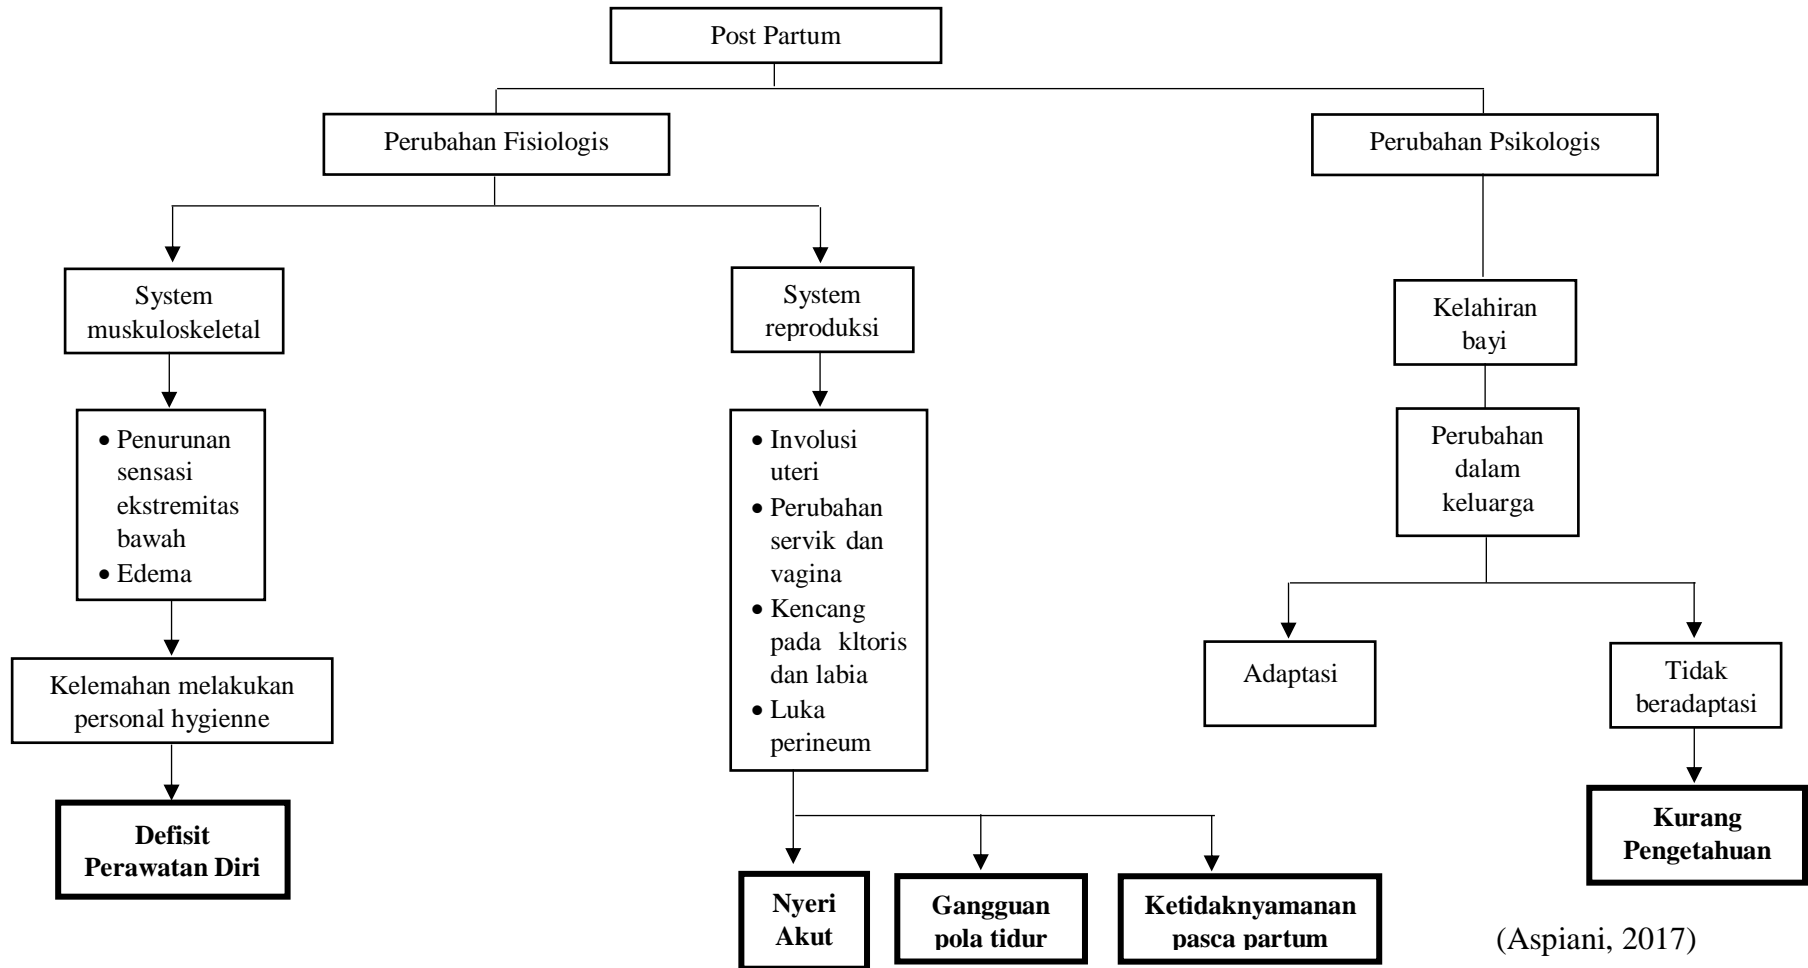 Post Partum
Perubahan Fisiologis
Perubahan Psikologis
System
muskuloskeletal
System
reproduksi
Kelahiran
bayi
• Penurunan
sensasi
ekstremitas
bawah
• Edema
• Involusi
uteri
• Perubahan
servik dan
vagina
• Kencang
pada kltoris
dan labia
• Luka
perineum
Perubahan
dalam
keluarga
Kelemahan melakukan
personal hygienne
Adaptasi
Tidak
beradaptasi
Defisit
Perawatan Diri
Nyeri
Akut
Gangguan
pola tidur
Ketidaknyamanan
pasca partum
Kurang
Pengetahuan
(Aspiani, 2017)